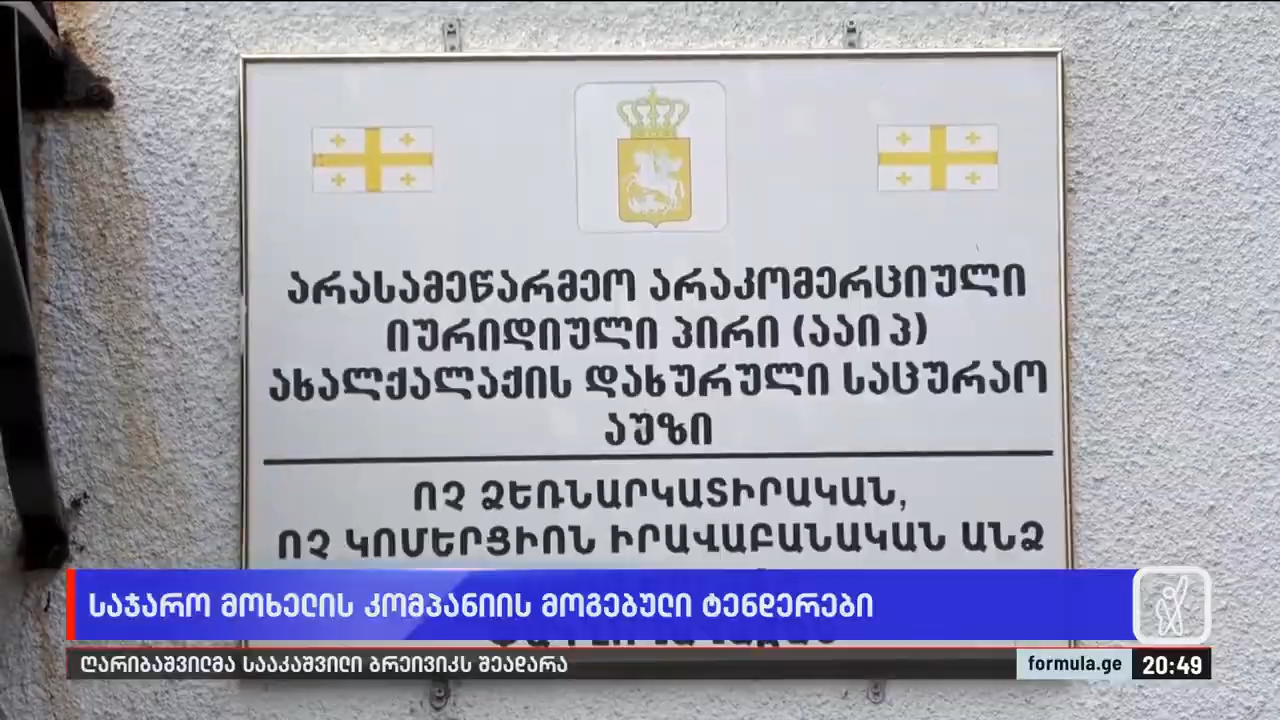 არასამეწარმეო არაკომერციული
იურიდიული პირი (ააიპ)
ახალქალაქის დახურული საცურაო
აუზი
ՈՉ ՁԵՌՆԱՐԿԱՏԻՐԱԿԱՆ,
ՈՉ ԿՈՄԵՐՑԻՈՆ ԻՐԱՎԱԲԱՆԱԿԱՆ ԱՆՁ
საჯარო მოხელის კომპანიის მოგებული ტენდერები
ღარიბაშვილმა სააკაშვილი ბრეივიკს შეადარა
formula.ge
20:49